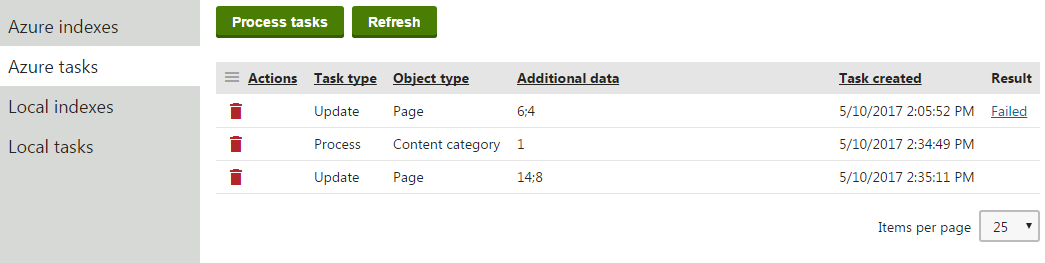 Azure indexes
Azure tasks
Local indexes
Local tasks
Process tasks Refresh
Actions Task type Object type Additional data Task created Result
Update Page 6;4 5/10/2017 2:05:52 PM Failed
Process Content category 1 5/10/2017 2:34:49 PM
Update Page 14;8 5/10/2017 2:35:11 PM
Items per page 25